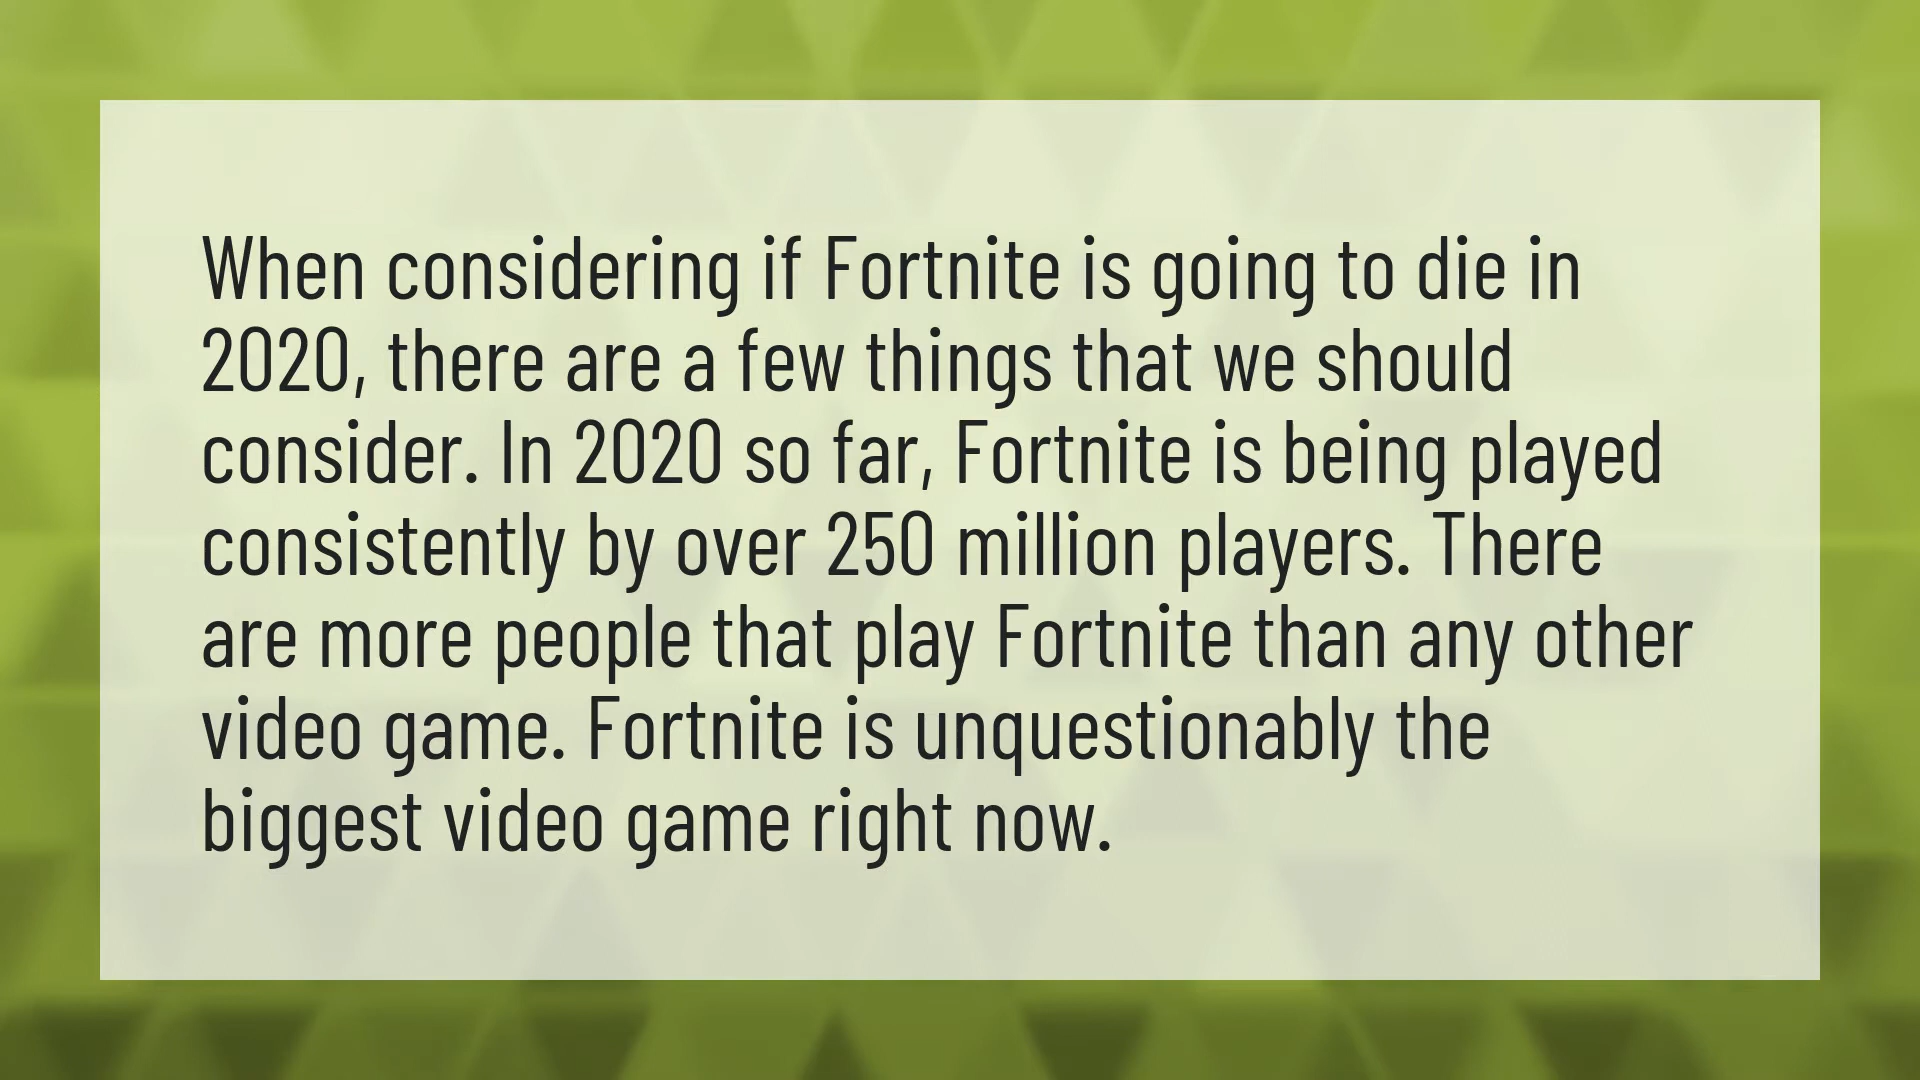 When considering if Fortnite is going to die in
2020, there are a few things that we should
consider. In 2020 so far, Fortnite is being played
consistently by over 250 million players. There
are more people that play Fortnite than any other
video game. Fortnite is unquestionably the
biggest video game right now.